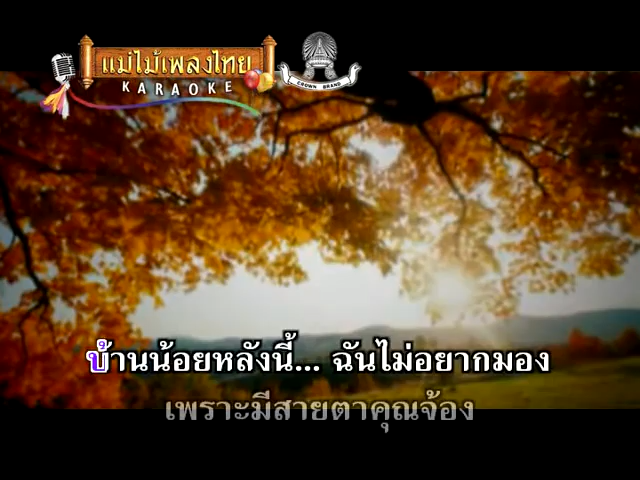 แม่ไม้เพลงไทย
KARAOKE
CROWN BRAND
บ้านน้อยหลังนี้... ฉันไม่อยากมอง
เพราะมีสายตาคุณจ้อง